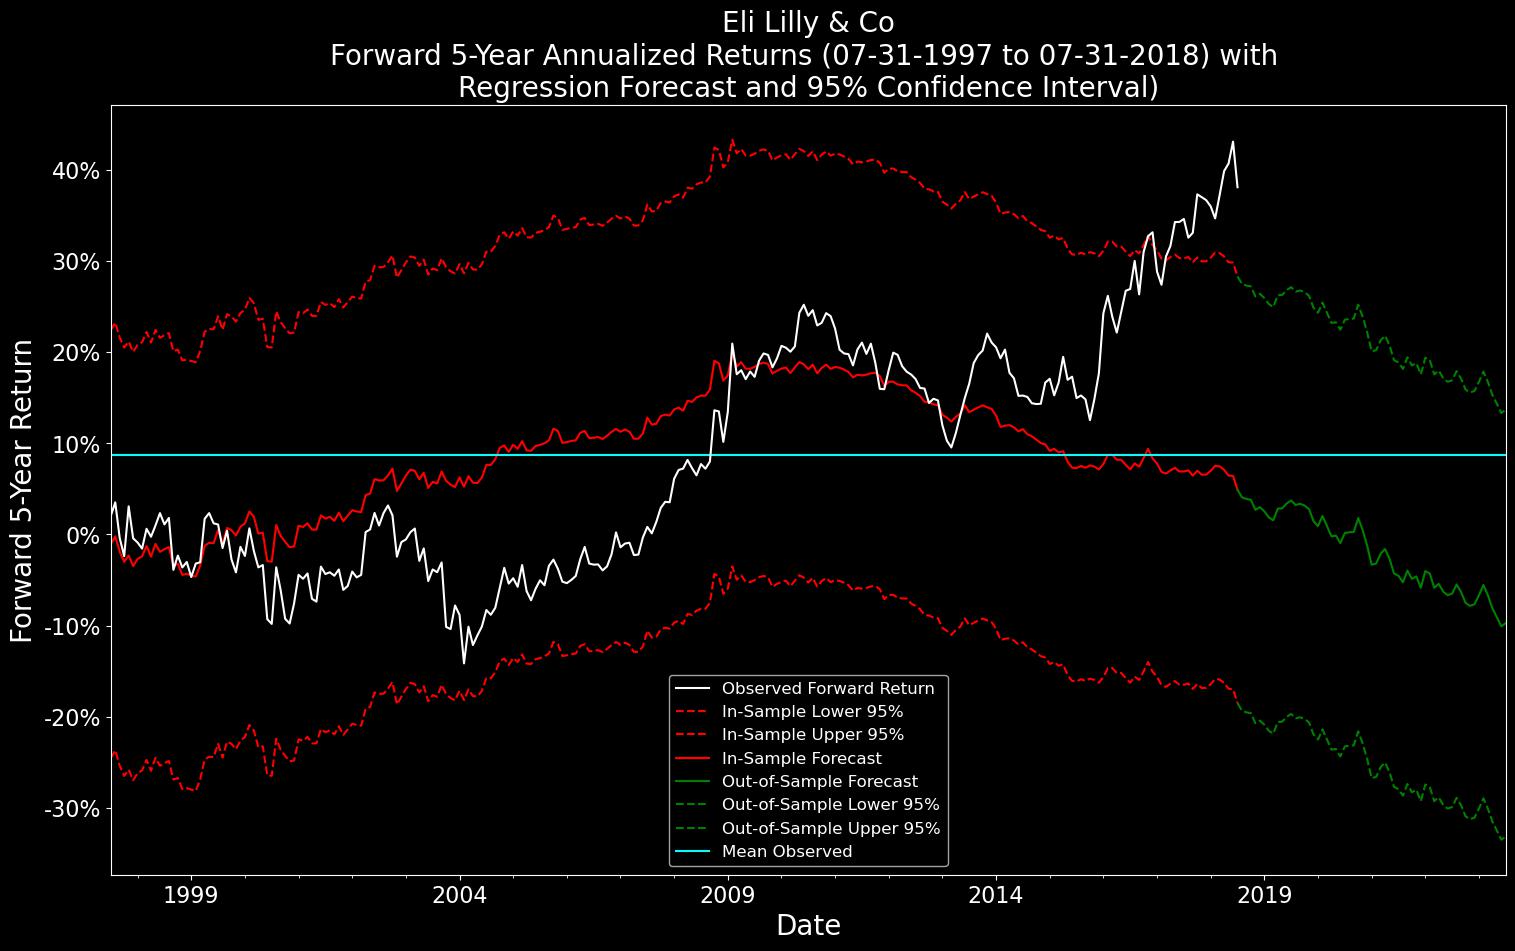 Eli Lilly & Co
Forward 5-Year Annualized Returns (07-31-1997 to 07-31-2018) with
Regression Forecast and 95% Confidence Interval)
Forward 5-Year Return
40%
30%
20%
10%
0%
-10%
-20%
-30%
Observed Forward Return
In-Sample Lower 95%
In-Sample Upper 95%
In-Sample Forecast
Out-of-Sample Forecast
Out-of-Sample Lower 95%
Out-of-Sample Upper 95%
Mean Observed
1999 2004 2009 2014 2019
Date